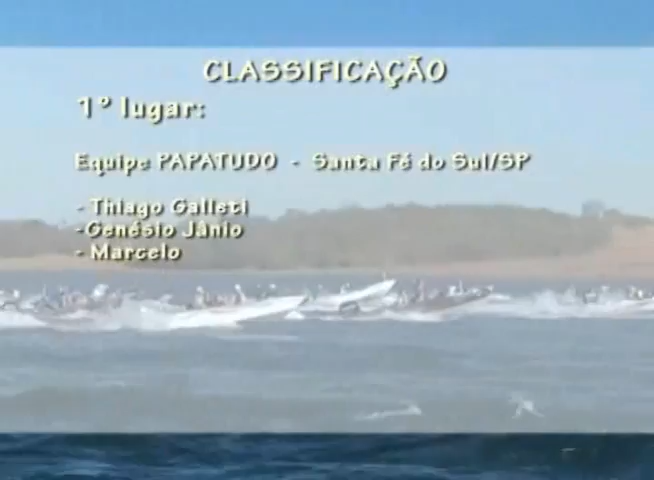 CLASSIFICAÇÃO
1º lugar:
Equipe PAPATUDO - Santa Fé do Sul/SP
- Thiago Galleti
-Genésio Jânio
- Marcelo